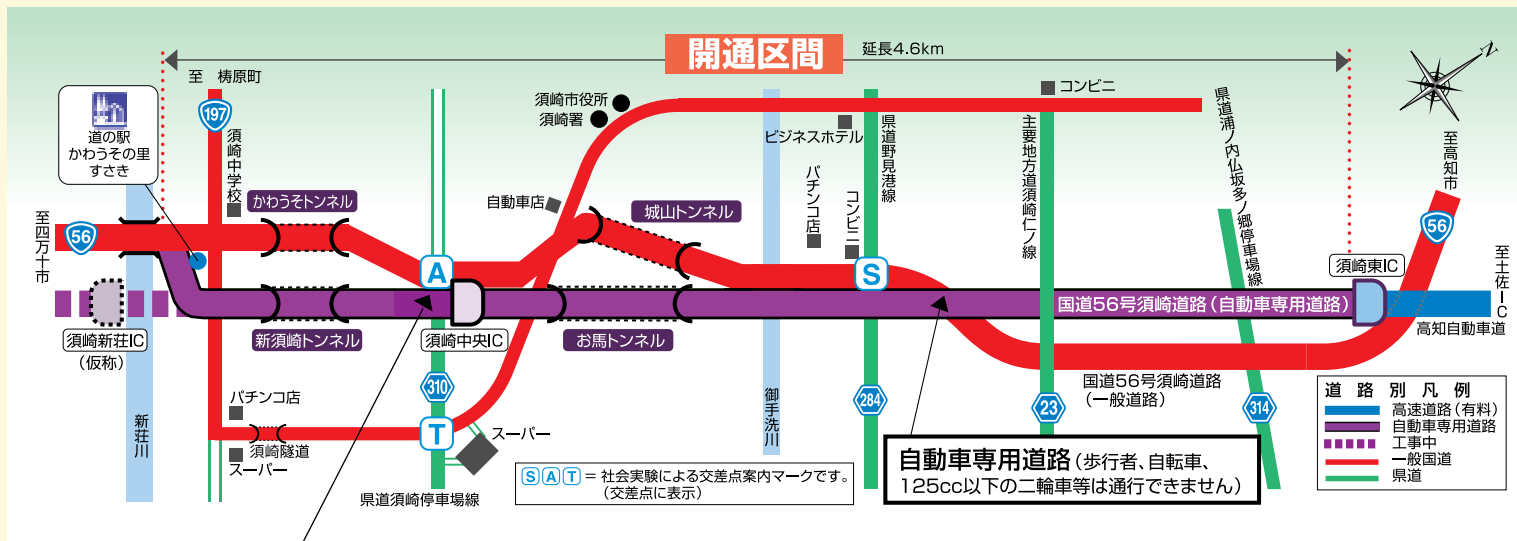 開通区間
延長4.6km
N
至 梼原町
197
道の駅
かわうその里
すさき
須崎中学校
須崎市役所
須崎署
コンビニ
ビジネスホテル
県道野見港線
主要地方道須崎仁ノ線
県道浦ノ内仏坂多ノ郷停車場線
至高知市
自動車店
パチンコ店
コンビニ
かわうそトンネル
城山トンネル
至四万十市
56
A
S
56
須崎東IC
至土佐IC
国道56号須崎道路(自動車専用道路)
高知自動車道
須崎新荘IC
(仮称)
新須崎トンネル
須崎中央IC
お馬トンネル
国道56号須崎道路
(一般道路)
310
284
23
314
新荘川
御手洗川
パチンコ店
須崎隧道
スーパー
T
スーパー
県道須崎停車場線
SAT=社会実験による交差点案内マークです。
(交差点に表示)
自動車専用道路(歩行者、自転車、
125cc以下の二輪車等は通行できません)
道路別凡例
高速道路(有料)
自動車専用道路
工事中
一般国道
県道